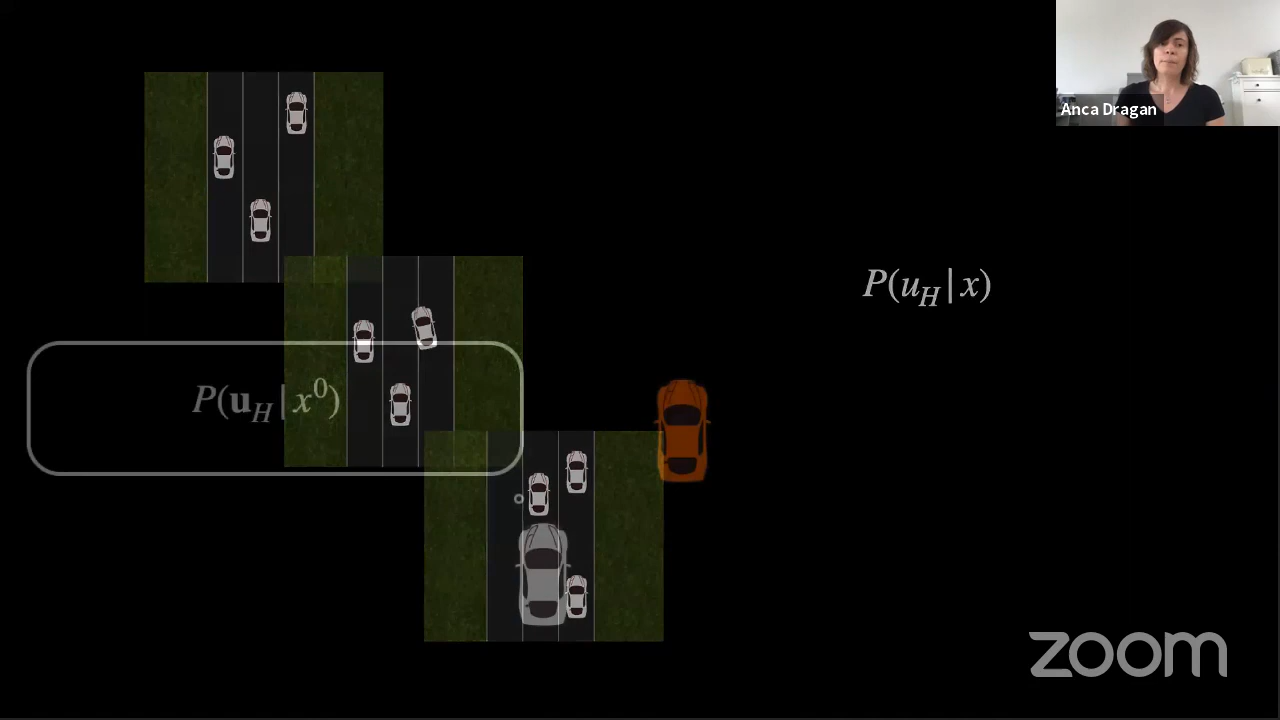 Anca Dragan
P(u_H | x)
P(𝐮_H | x^0)
zoom